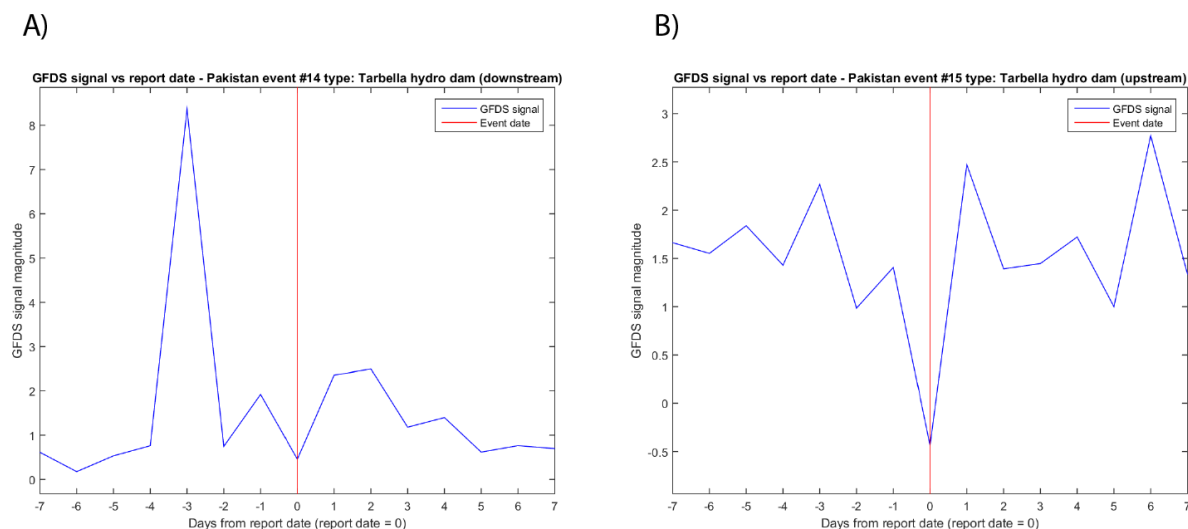 A)
GFDS signal vs report date - Pakistan event #14 type: Tarbella hydro dam (downstream)
GFDS signal
Event date
8
7
6
5
4
3
2
1
0
GFDS signal magnitude
-7 -6 -5 -4 -3 -2 -1 0 1 2 3 4 5 6 7
Days from report date (report date = 0)
B)
GFDS signal vs report date - Pakistan event #15 type: Tarbella hydro dam (upstream)
GFDS signal
Event date
3
2.5
2
1.5
1
0.5
0
-0.5
GFDS signal magnitude
-7 -6 -5 -4 -3 -2 -1 0 1 2 3 4 5 6 7
Days from report date (report date = 0)